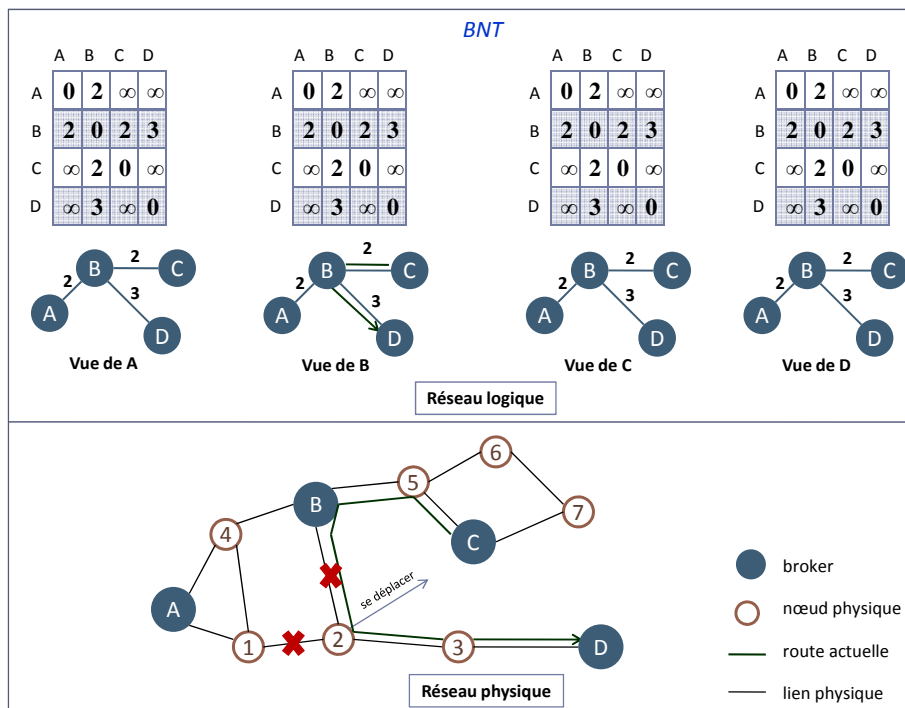 BNT
A B C D
A 0 2 ∞ ∞
B 2 0 2 3
C ∞ 2 0 ∞
D ∞ 3 ∞ 0
A B C D
A 0 2 ∞ ∞
B 2 0 2 3
C ∞ 2 0 ∞
D ∞ 3 ∞ 0
A B C D
A 0 2 ∞ ∞
B 2 0 2 3
C ∞ 2 0 ∞
D ∞ 3 ∞ 0
A B C D
A 0 2 ∞ ∞
B 2 0 2 3
C ∞ 2 0 ∞
D ∞ 3 ∞ 0
2
2 B C
3
A
D
Vue de A
2
2 B C
3
A
D
Vue de B
2
2 B C
3
A
D
Vue de C
2
2 B C
3
A
D
Vue de D
Réseau logique
6
5
B
7
4
C
se déplacer
A
1
2
3
D
Réseau physique
broker
nœud physique
route actuelle
lien physique